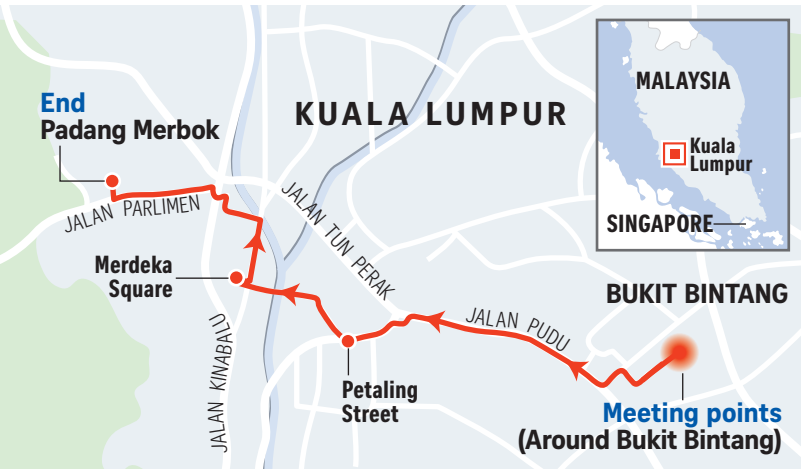 End
Padang Merbok
KUALA LUMPUR
MALAYSIA
Kuala
Lumpur
SINGAPORE
JALAN PARLIMEN
JALAN TUN PERAK
Merdeka
Square
BUKIT BINTANG
JALAN KINABALU
JALAN PUDU
Petaling
Street
Meeting points
(Around Bukit Bintang)